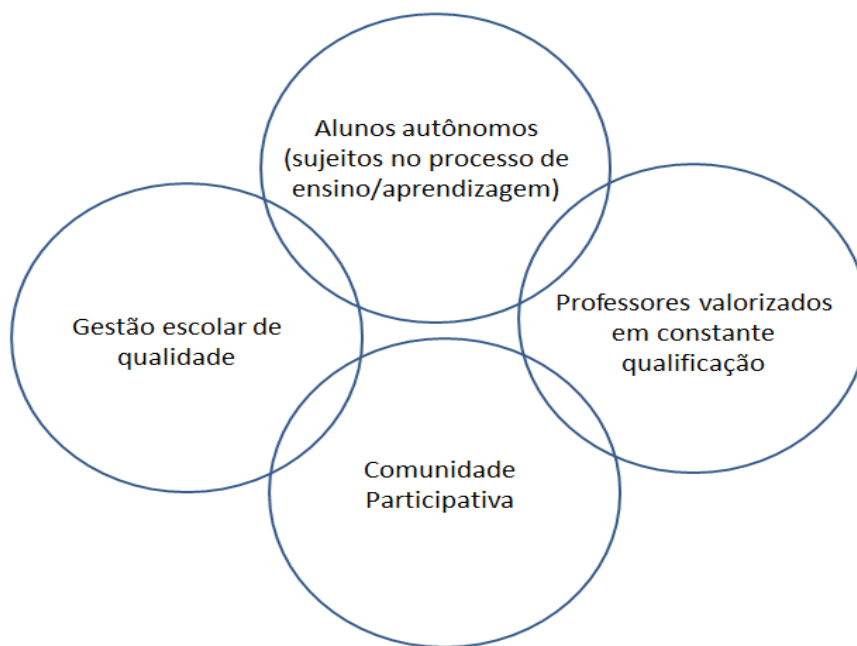 Alunos autônomos
(sujeitos no processo de
ensino/aprendizagem)
Gestão escolar de
qualidade
Professores valorizados
em constante
qualificação
Comunidade
Participativa